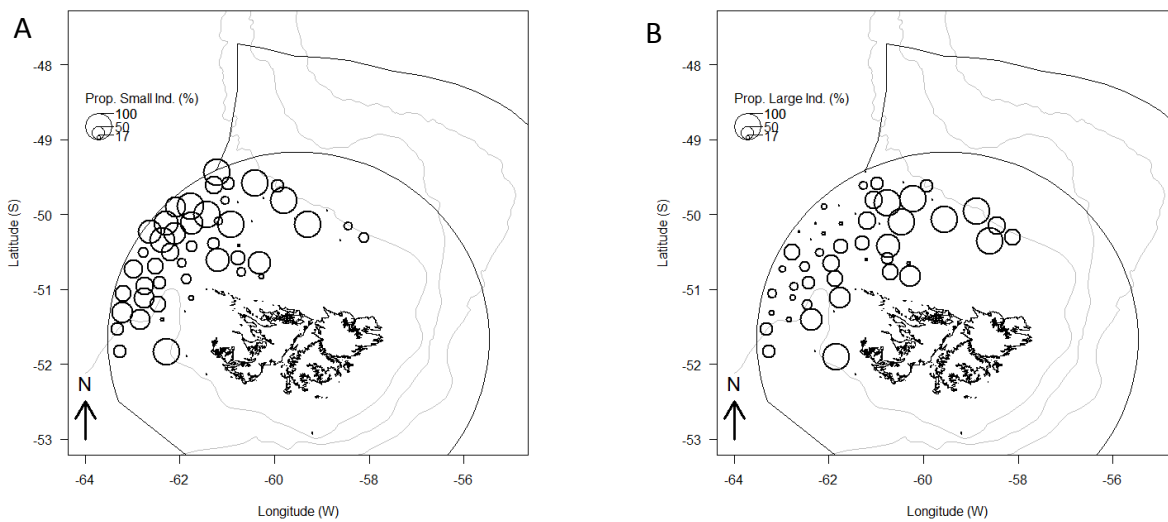 A
Prop. Small Ind. (%)
100
50
17
-48
-49
-50
-51
-52
-53
Latitude (S)
N
-64
-62
-60
-58
-56
Longitude (W)
B
Prop. Large Ind. (%)
100
50
17
-48
-49
-50
-51
-52
-53
Latitude (S)
N
-64
-62
-60
-58
-56
Longitude (W)